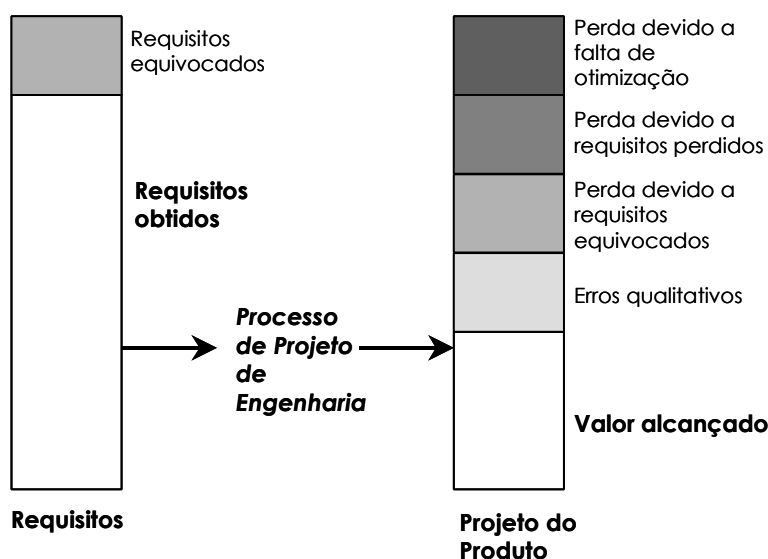 Requisitos
equivocados
Requisitos
obtidos
Processo
de Projeto
de
Engenharia
Requisitos
Perda devido a
falta de
otimização
Perda devido a
requisitos perdidos
Perda devido a
requisitos
equivocados
Erros qualitativos
Valor alcançado
Projeto do
Produto